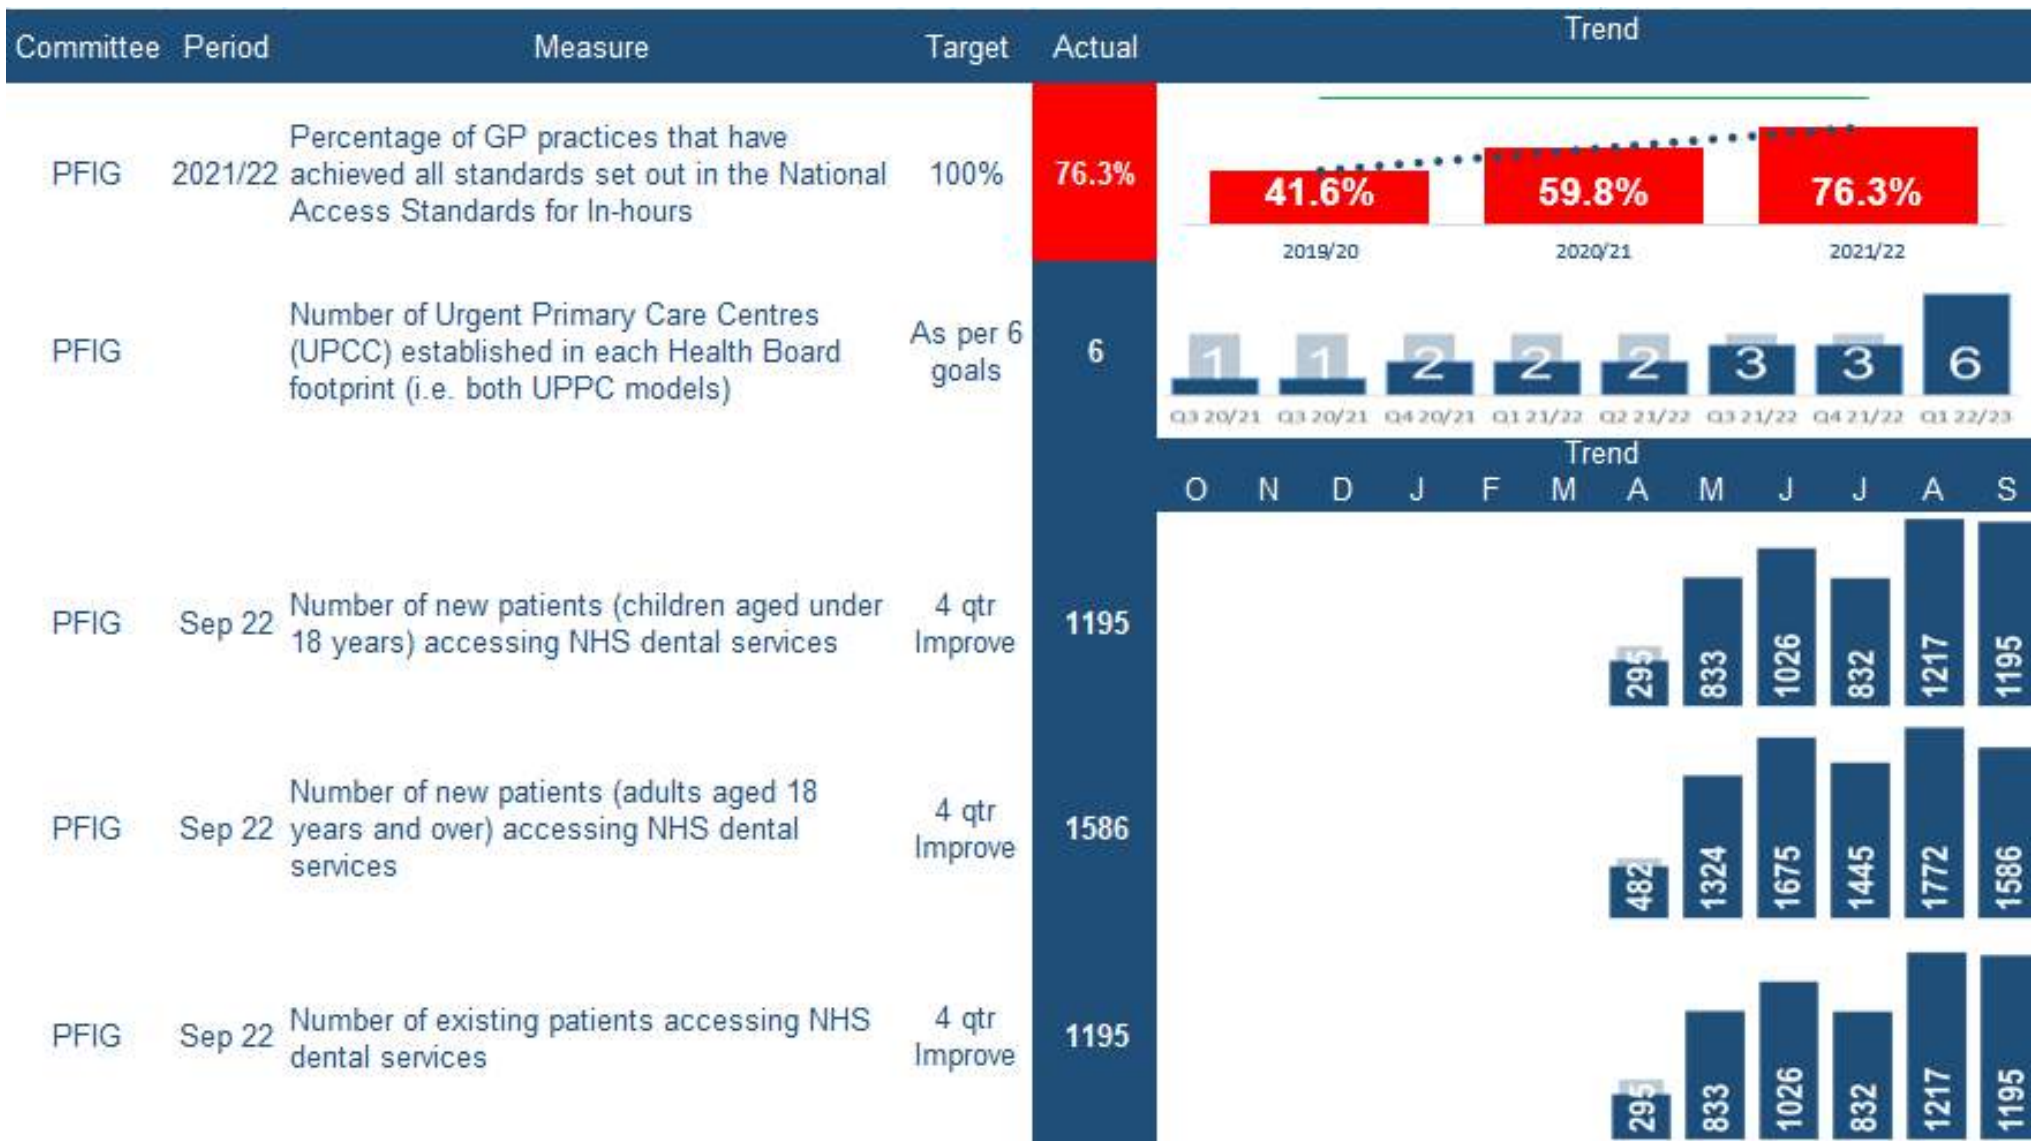 Committee Period Measure Target Actual Trend
PFIG 2021/22 Percentage of GP practices that have
achieved all standards set out in the National
Access Standards for In-hours
100% 76.3%
41.6% 59.8% 76.3%
2019/20 2020/21 2021/22
PFIG Number of Urgent Primary Care Centres
(UPCC) established in each Health Board
footprint (i.e. both UPPC models)
As per 6
goals
6
1 1 2 2 2 3 3 6
Q3 20/21 Q3 20/21 Q4 20/21 Q1 21/22 Q2 21/22 Q3 21/22 Q4 21/22 Q1 22/23
Trend
O N D J F M A M J J A S
PFIG Sep 22 Number of new patients (children aged under
18 years) accessing NHS dental services
4 qtr
Improve
1195
295 833 1026 832 1217 1195
PFIG Sep 22 Number of new patients (adults aged 18
years and over) accessing NHS dental
services
4 qtr
Improve
1586
482 1324 1675 1445 1772 1586
PFIG Sep 22 Number of existing patients accessing NHS
dental services
4 qtr
Improve
1195
295 833 1026 832 1217 1195